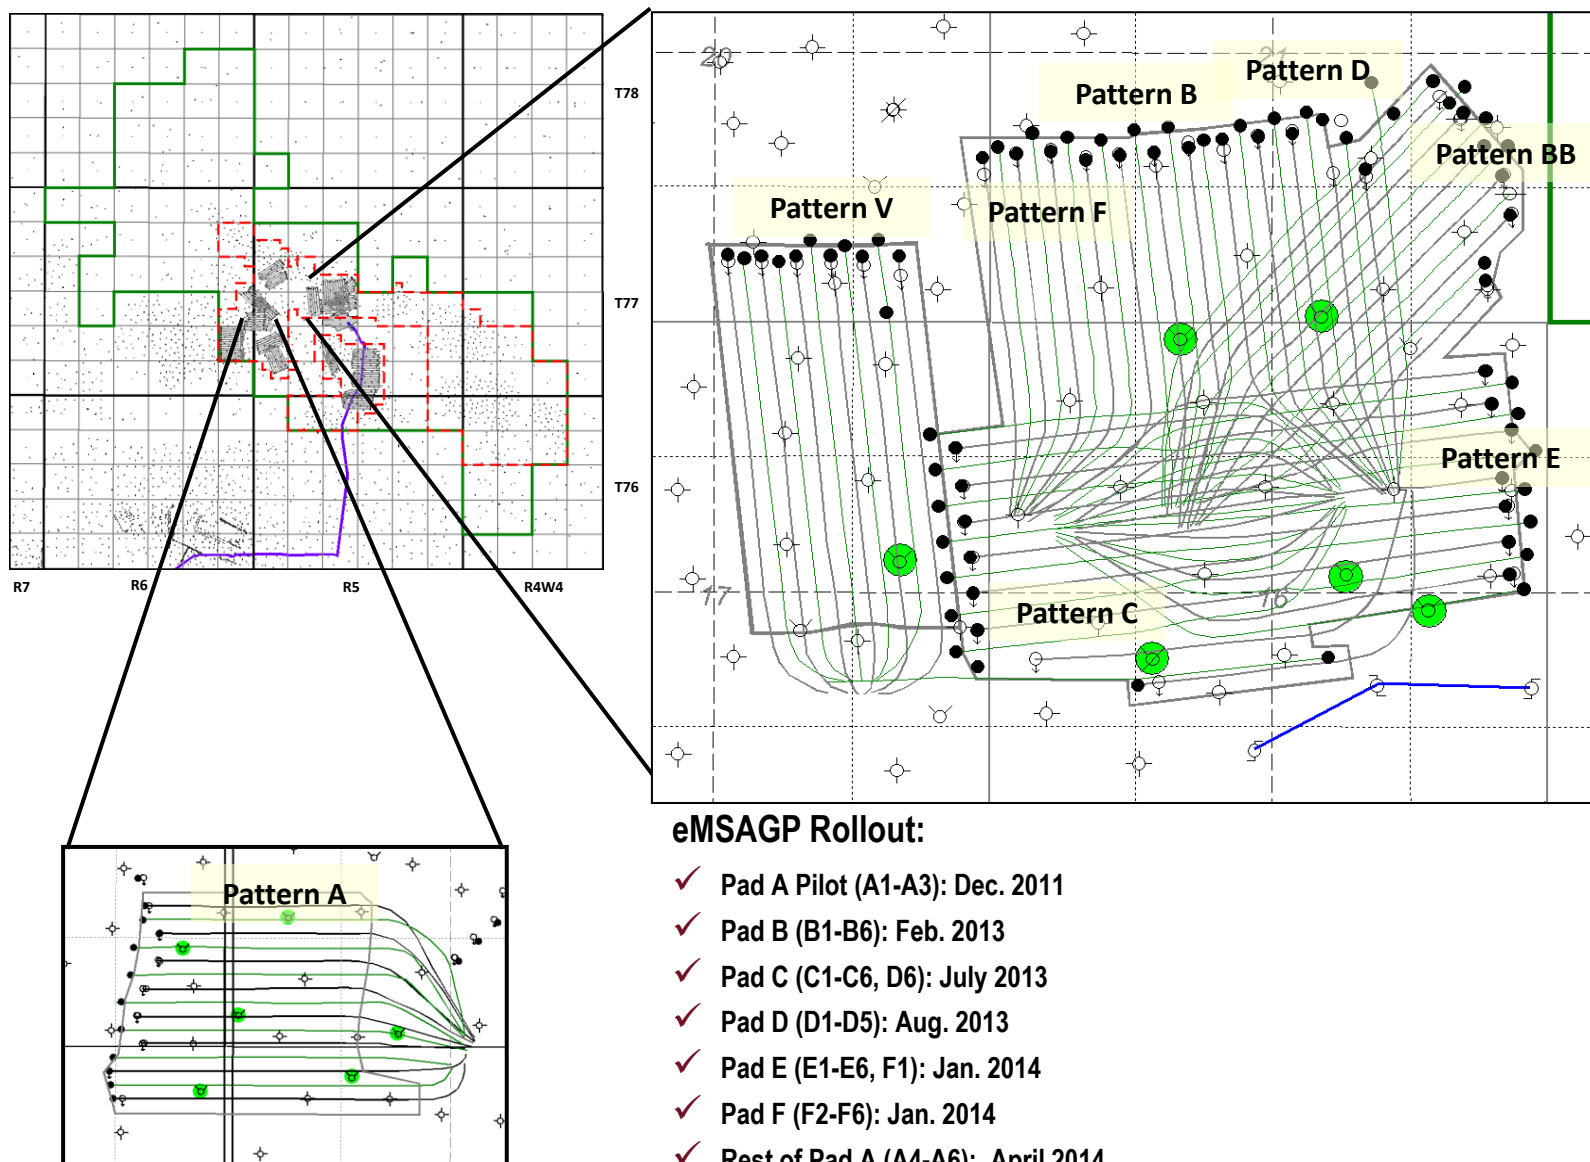 T78
T77
T76
R7
R6
R5
R4W4
20
21
17
16
Pattern D
Pattern B
Pattern BB
Pattern V
Pattern F
Pattern E
Pattern C
Pattern A
eMSAGP Rollout:
✓ Pad A Pilot (A1-A3): Dec. 2011
✓ Pad B (B1-B6): Feb. 2013
✓ Pad C (C1-C6, D6): July 2013
✓ Pad D (D1-D5): Aug. 2013
✓ Pad E (E1-E6, F1): Jan. 2014
✓ Pad F (F2-F6): Jan. 2014
✓ Rest of Pad A (A4-A6): April 2014